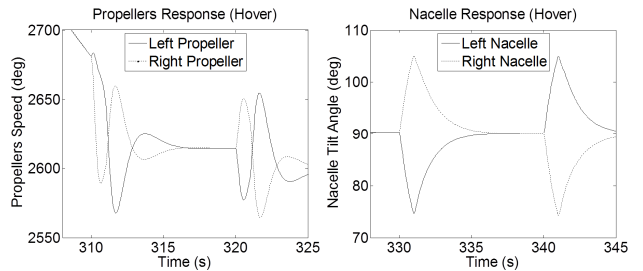 Propellers Response (Hover)
2700
2650
2600
2550
Propellers Speed (deg)
Left Propeller
Right Propeller
310
315
320
325
Time (s)
Nacelle Response (Hover)
110
100
90
80
70
Nacelle Tilt Angle (deg)
Left Nacelle
Right Nacelle
330
335
340
345
Time (s)